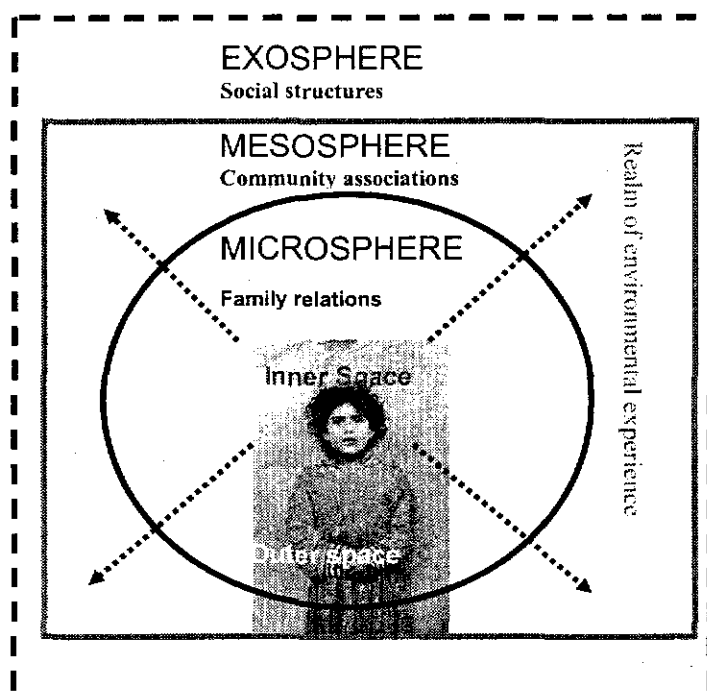 EXOSPHERE
Social structures
MESOSPHERE
Community associations
Realm of environmental experience
MICROSPHERE
Family relations
Inner Space
Outer space